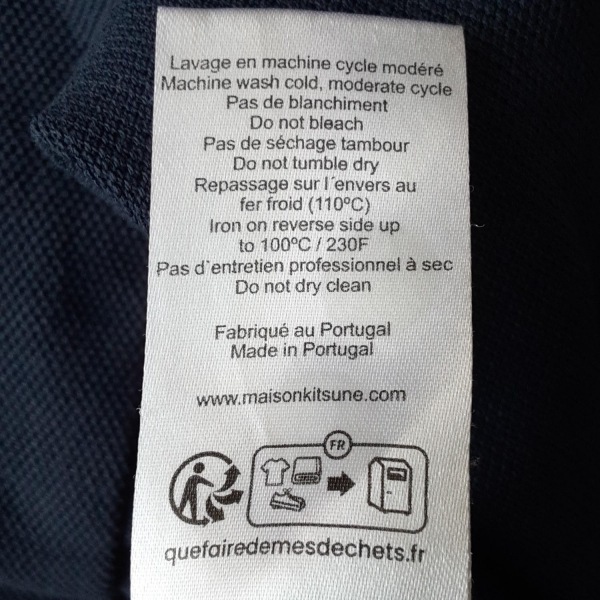 Lavage en machine cycle modéré
Machine wash cold, moderate cycle
Pas de blanchiment
Do not bleach
Pas de séchage tambour
Do not tumble dry
Repassage sur l´envers au
fer froid (110ºC)
Iron on reverse side up
to 100ºC / 230F
Pas d`entretien professionnel à sec
Do not dry clean
Fabriqué au Portugal
Made in Portugal
www.maisonkitsune.com
FR
quefairedemesdechets.fr